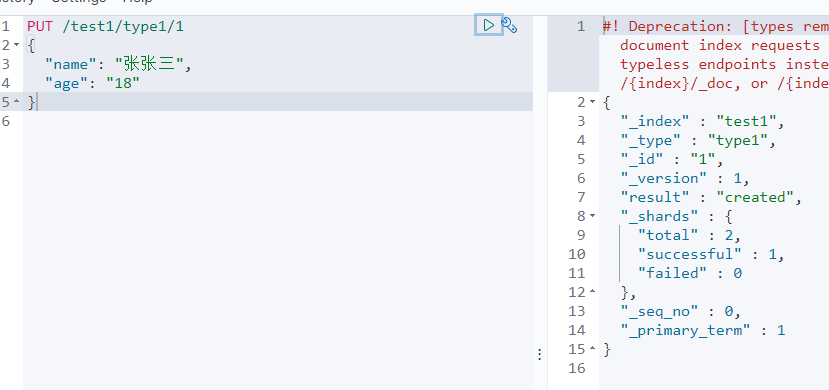 Settings
Help
1 PUT /test1/type1/1
2 {
3 "name": "张张三",
4 "age": "18"
5 }
6
1 #! Deprecation: [types rem
document index requests
typeless endpoints inste
/{index}/_doc, or /{inde
2 {
3 "_index" : "test1",
4 "_type" : "type1",
5 "_id" : "1",
6 "_version" : 1,
7 "result" : "created",
8 "_shards" : {
9 "total" : 2,
10 "successful" : 1,
11 "failed" : 0
12 },
13 "_seq_no" : 0,
14 "_primary_term" : 1
15 }
16